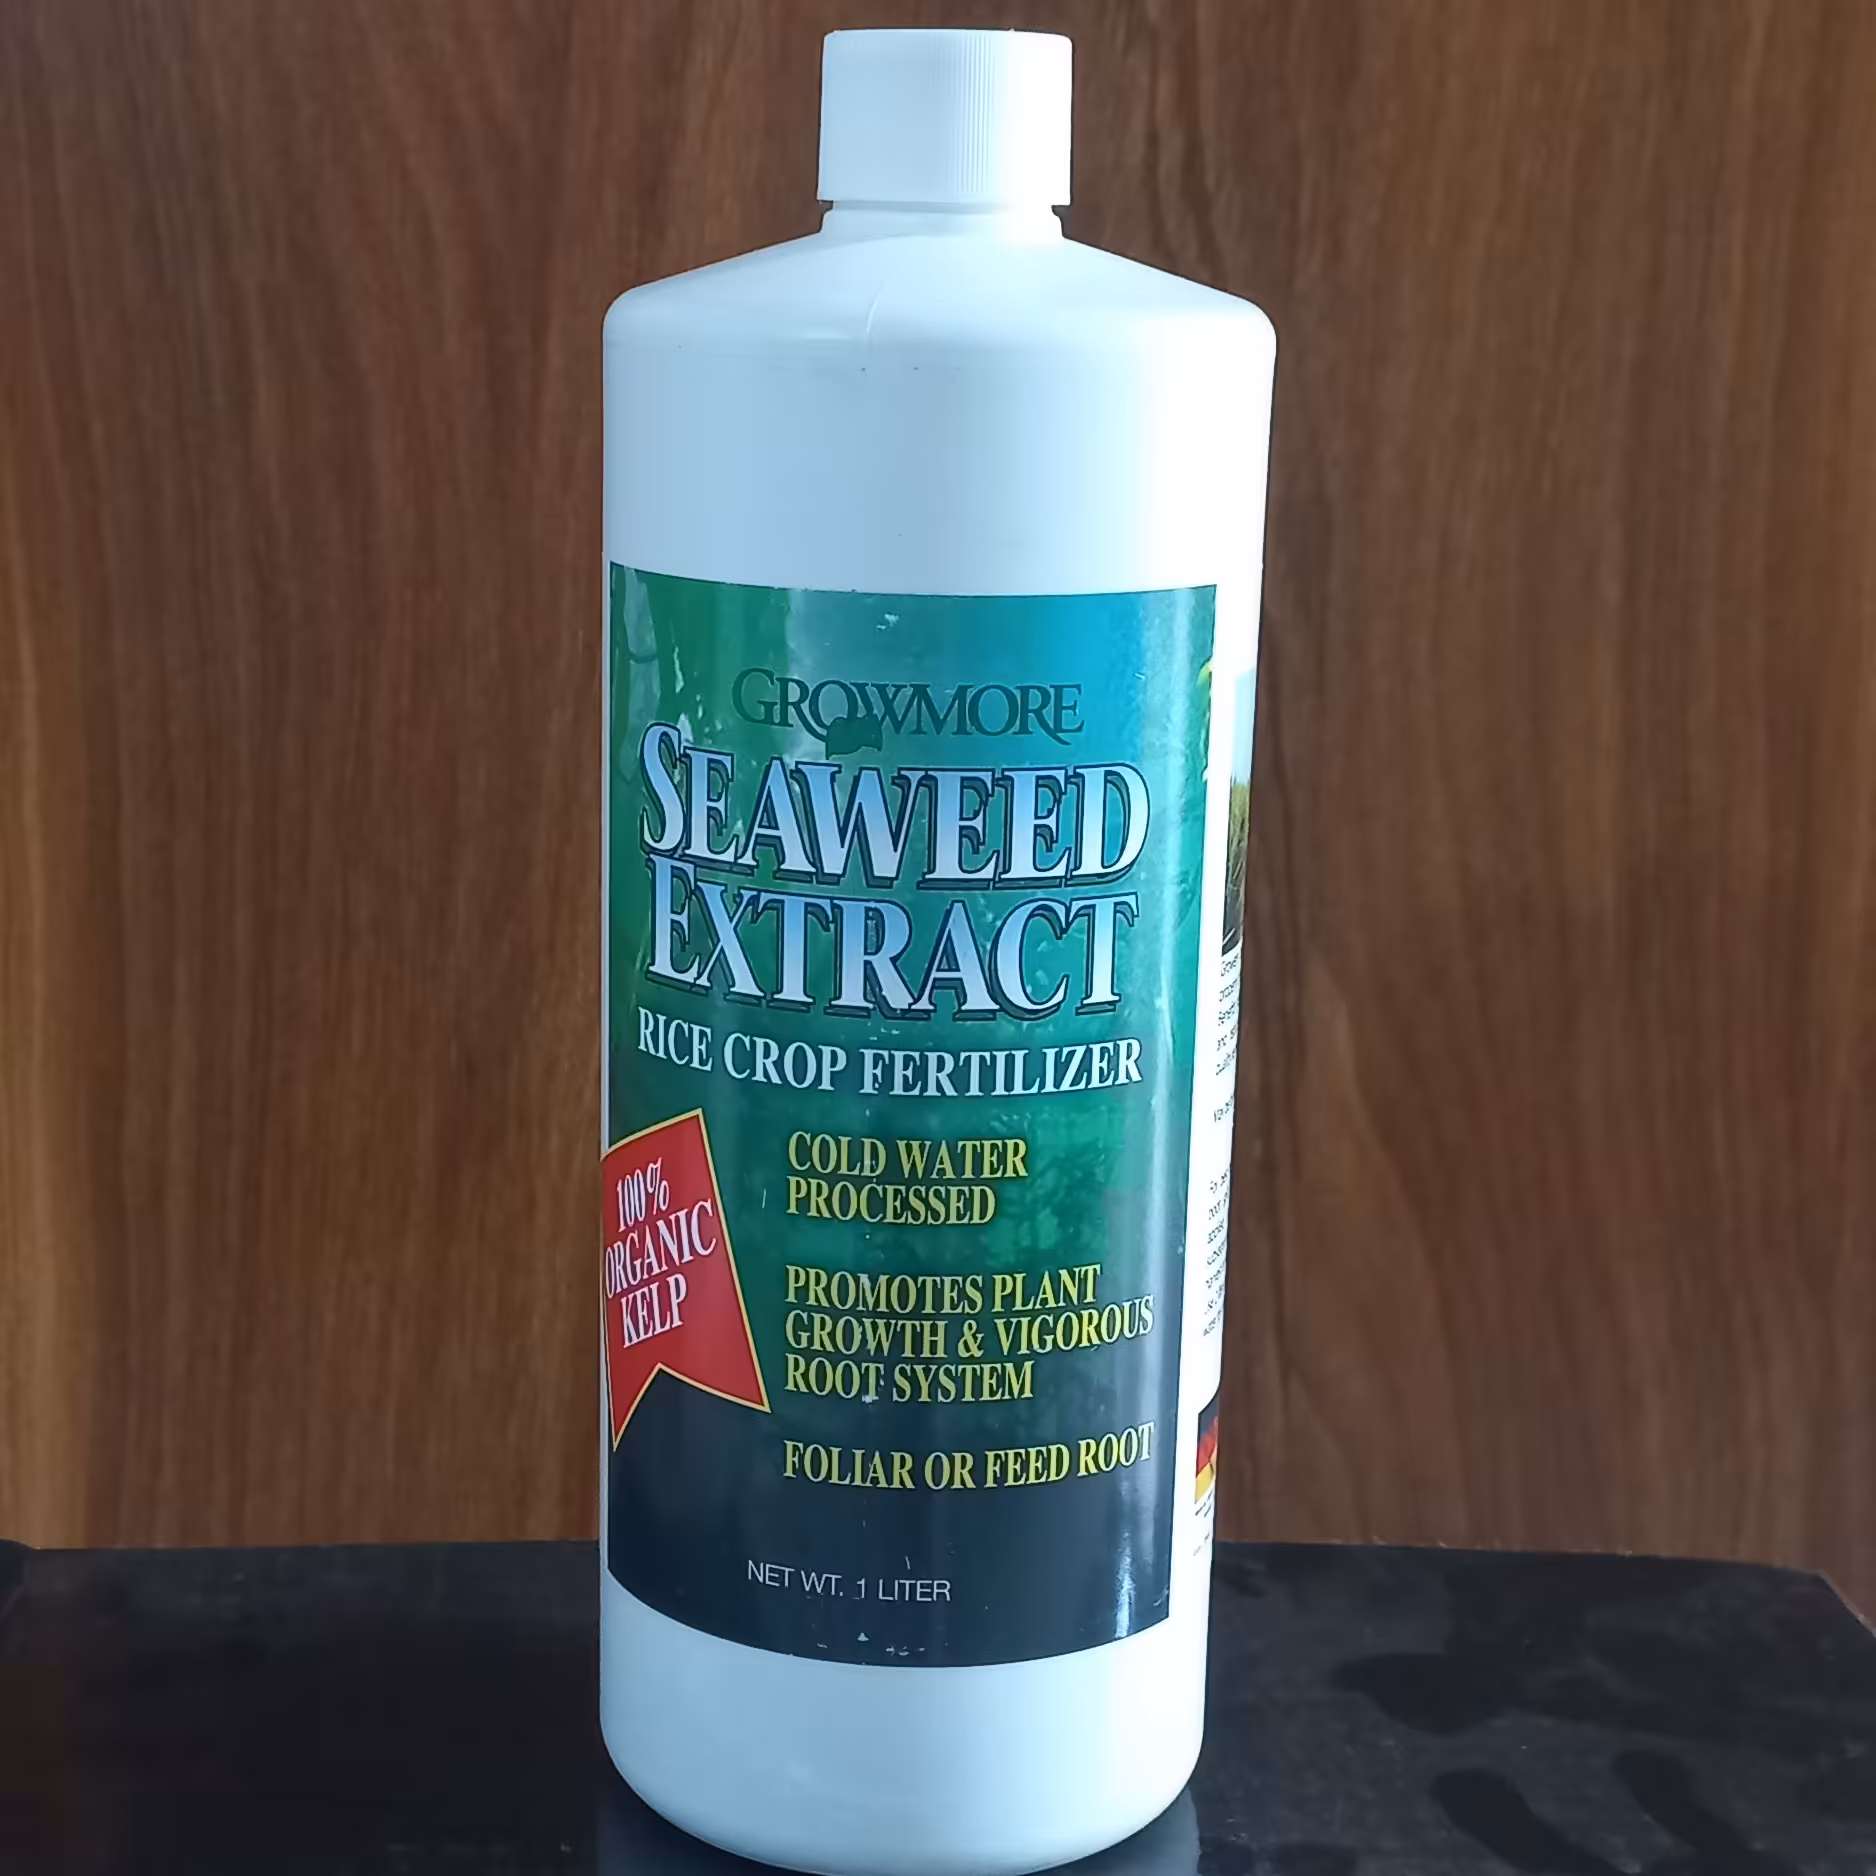 GROWMORE
SEAWEED
EXTRACT
RICE CROP FERTILIZER
100%
ORGANIC
KELP
COLD WATER
PROCESSED
PROMOTES PLANT
GROWTH & VIGOROUS
ROOT SYSTEM
FOLIAR OR FEED ROOT
NET WT. 1 LITER